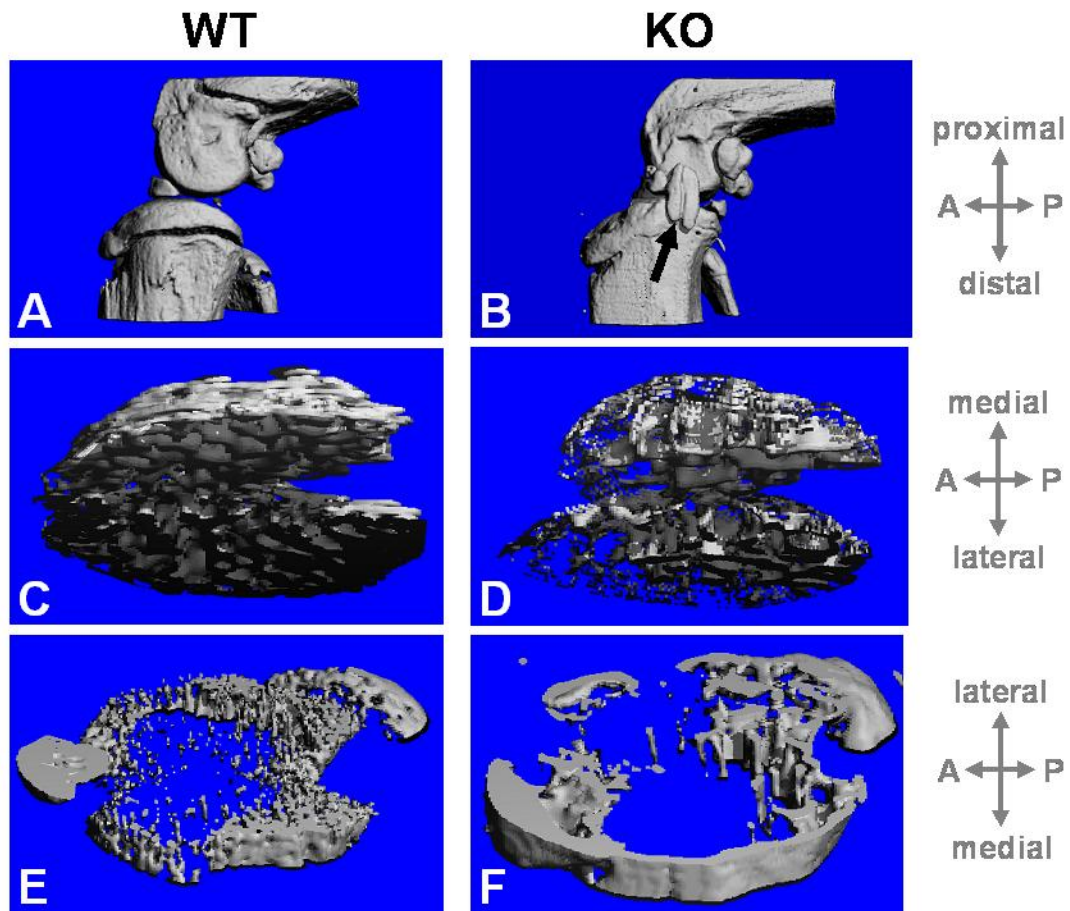 WT KO
A B
proximal
A P
distal
C D
medial
A P
lateral
E F
lateral
A P
medial